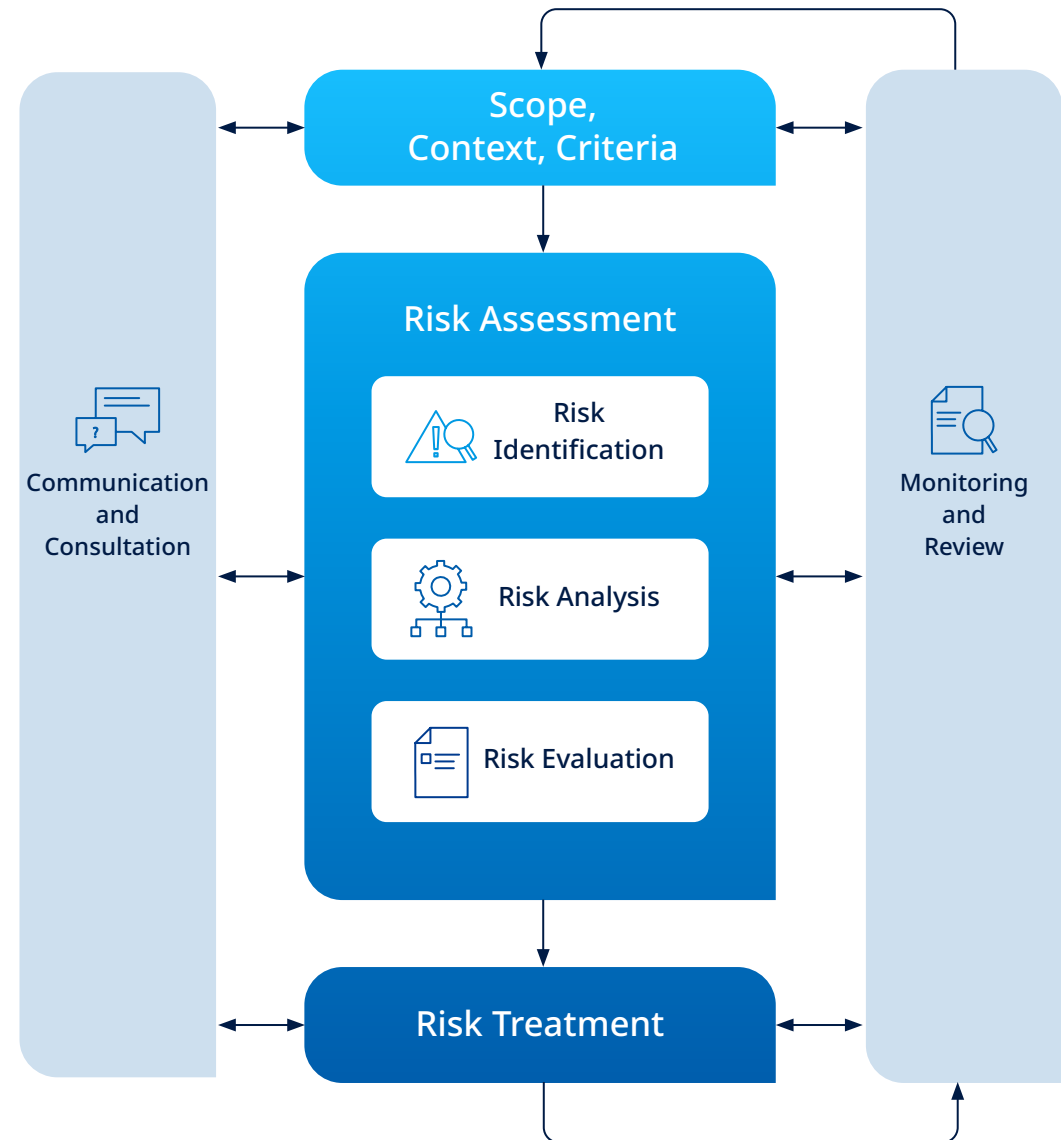 Scope,
Context, Criteria
Risk Assessment
Risk
Identification
Risk Analysis
Risk Evaluation
Risk Treatment
?
Communication
and
Consultation
Monitoring
and
Review